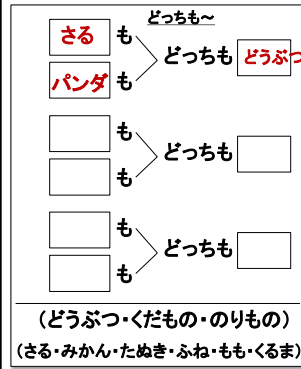 どっちも~
さる も
どっちも どうぶつ
パンダ も
も
どっちも
も
も
どっちも
も
(どうぶつ・くだもの・のりもの)
(さる・みかん・たぬき・ふね・もも・くるま)